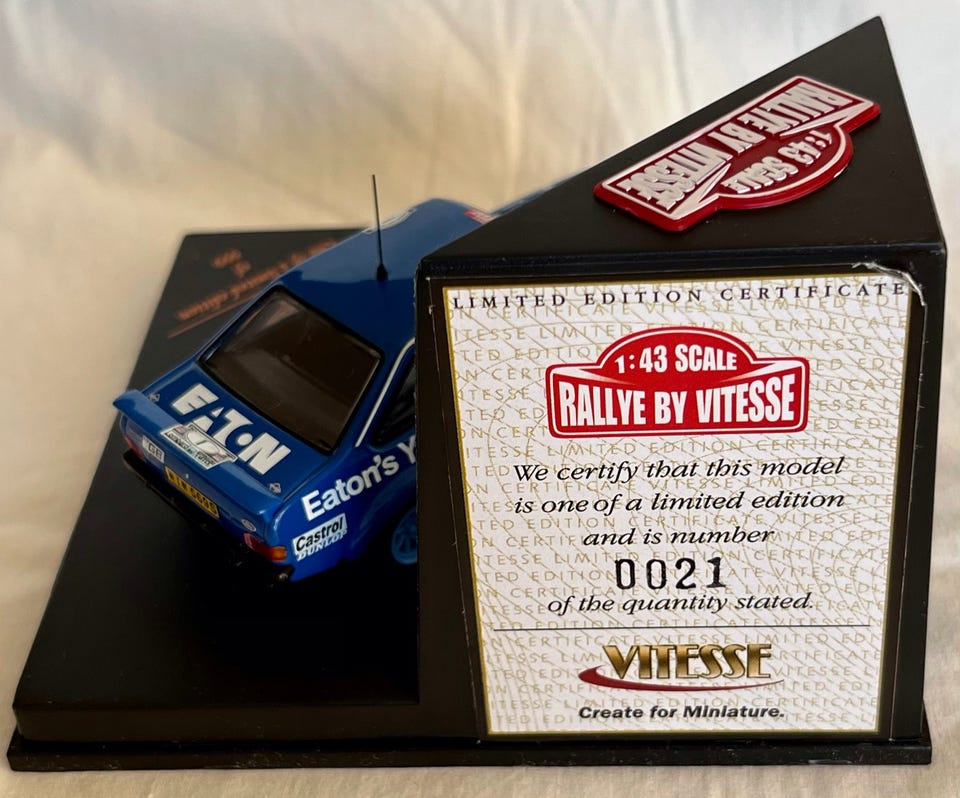 RALLYE BY VITESSE
1:43 SCALE
LIMITED EDITION CERTIFICATE
1:43 SCALE
RALLYE BY VITESSE
We certify that this model
is one of a limited edition
and is number
0021
of the quantity stated.
VITESSE
Create for Miniature.
EATON
Eaton's
Castrol
DUNLOP
GB